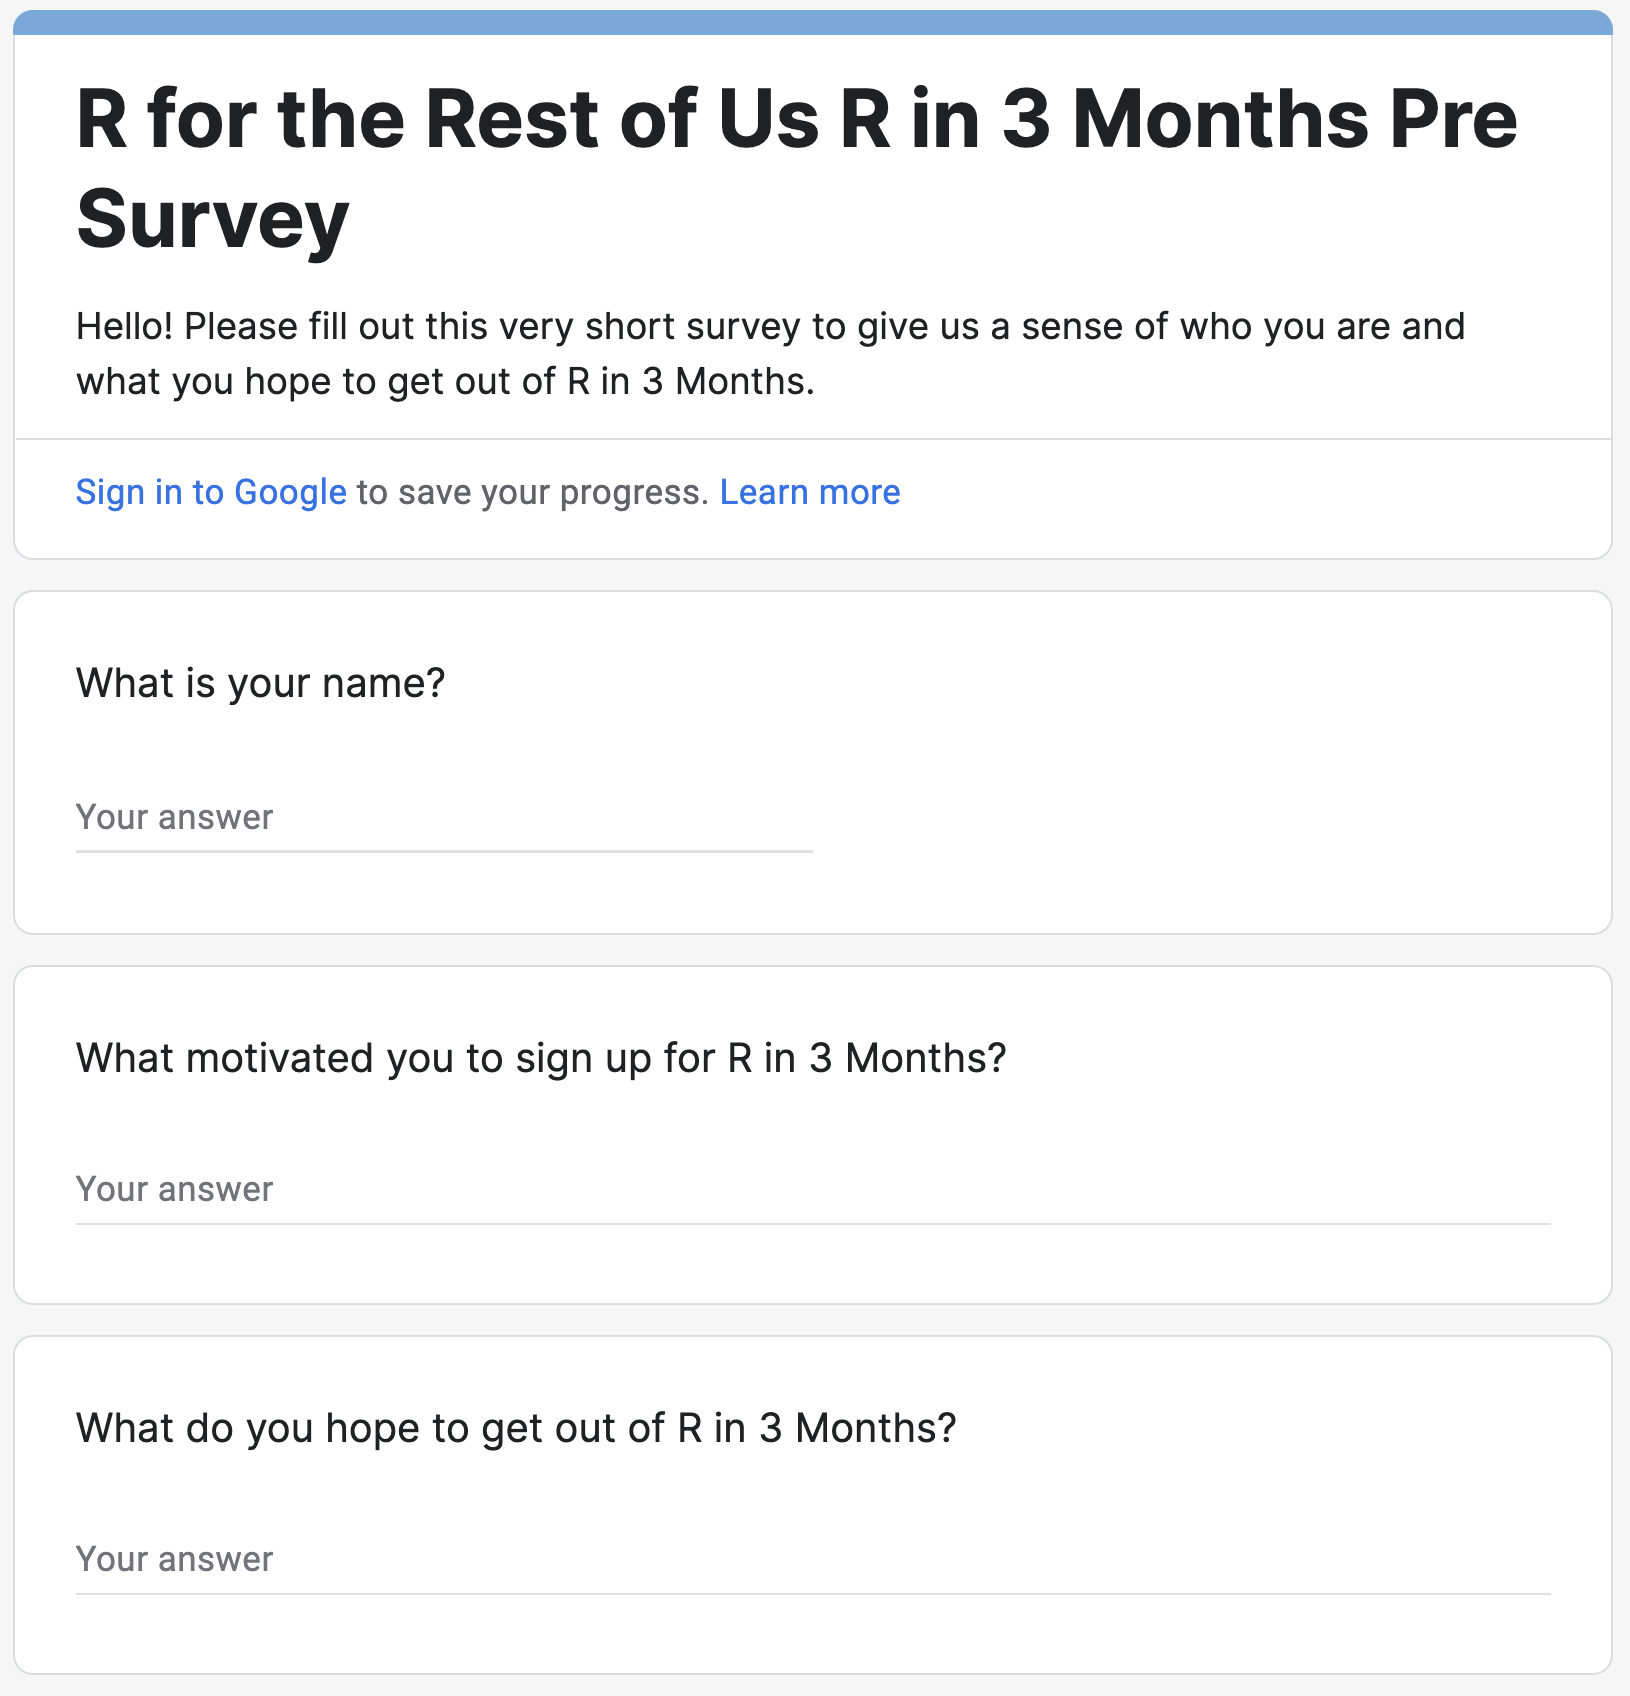 R for the Rest of Us R in 3 Months Pre
Survey
Hello! Please fill out this very short survey to give us a sense of who you are and
what you hope to get out of R in 3 Months.
Sign in to Google to save your progress. Learn more
What is your name?
Your answer
What motivated you to sign up for R in 3 Months?
Your answer
What do you hope to get out of R in 3 Months?
Your answer